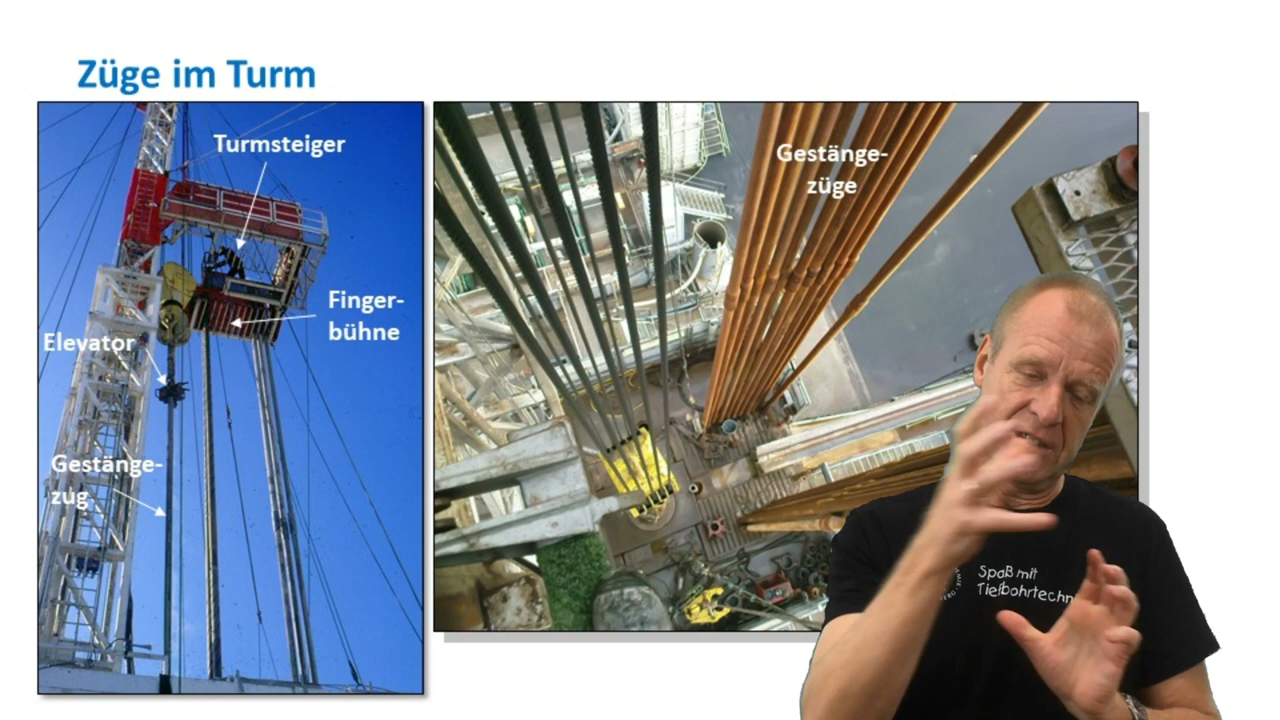 Züge im Turm
Turmsteiger
Finger-
bühne
Elevator
Gestänge-
zug
Gestänge-
züge
Spaß mit
Tiefbohrtechn